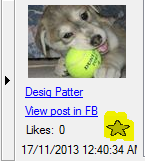 Desig Patter
View post in FB
Likes: 0
17/11/2013 12:40:34 AM